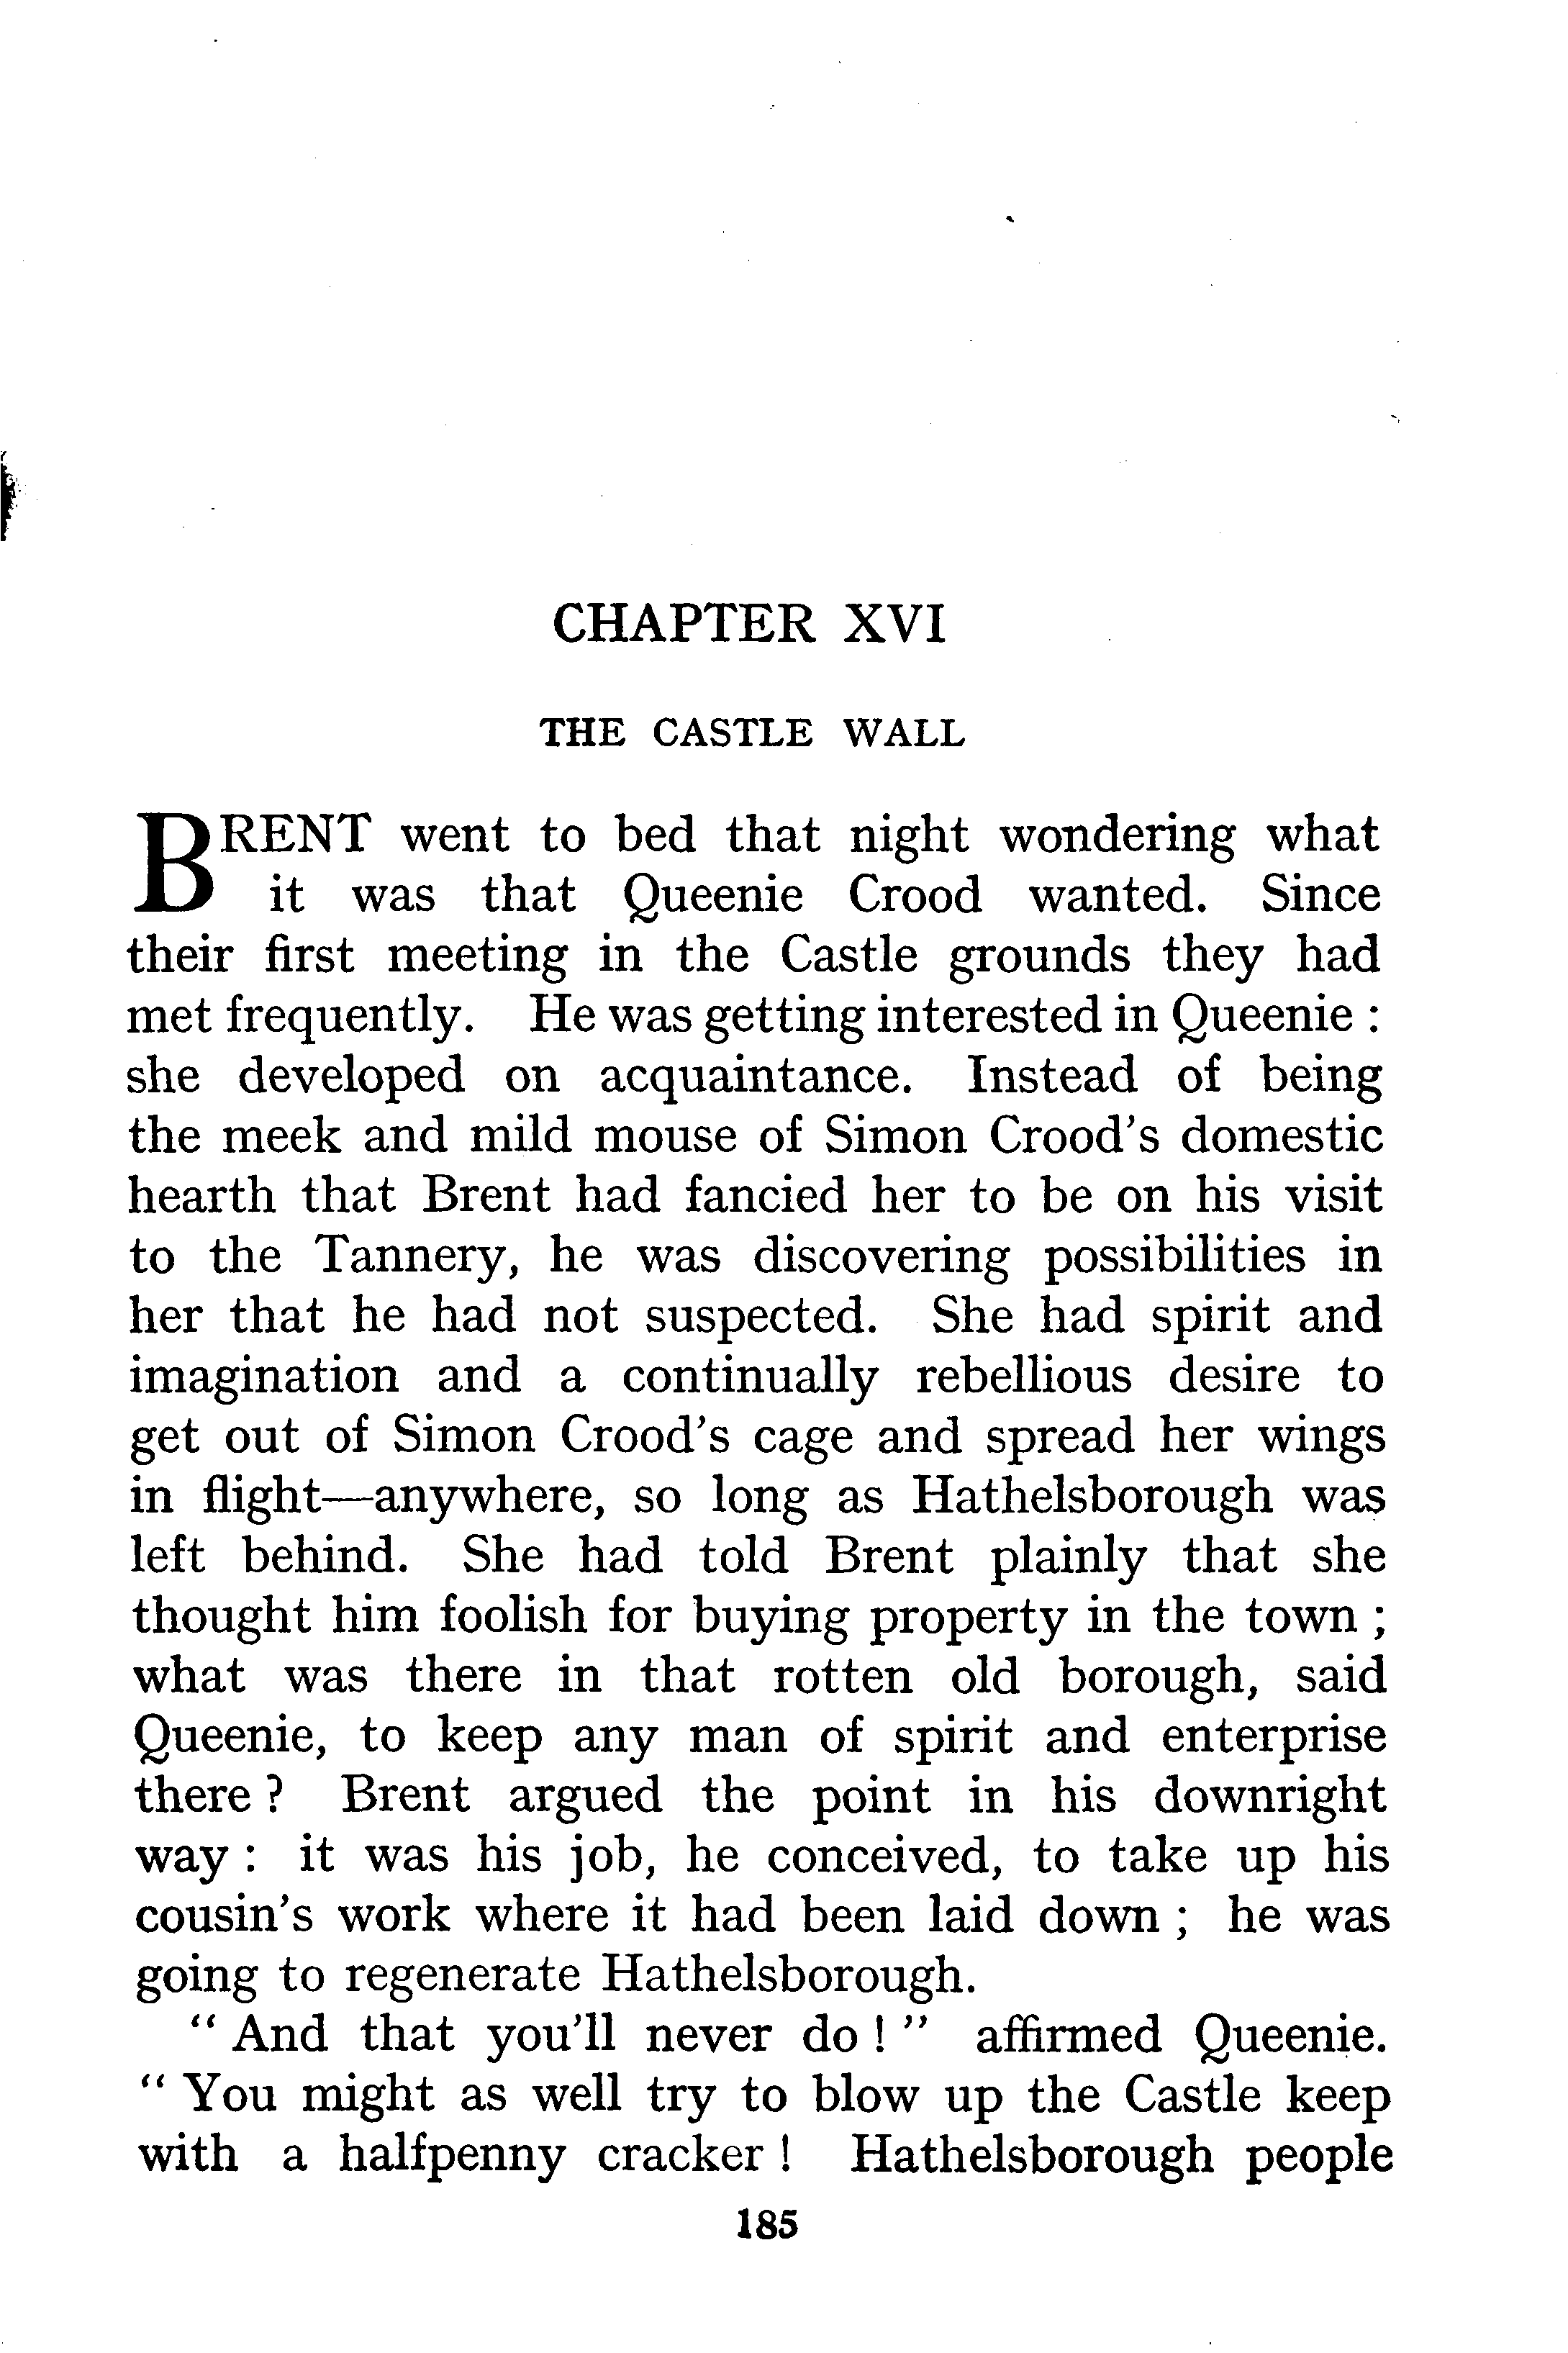 CHAPTER XVI
THE CASTLE WALL
BRENT went to bed that night wondering what
it was that Queenie Crood wanted. Since
their first meeting in the Castle grounds they had
met frequently. He was getting interested in Queenie :
she developed on acquaintance. Instead of being
the meek and mild mouse of Simon Crood's domestic
hearth that Brent had fancied her to be on his visit
to the Tannery, he was discovering possibilities in
her that he had not suspected. She had spirit and
imagination and a continually rebellious desire to
get out of Simon Crood's cage and spread her wings
in flight—anywhere, so long as Hathelsborough was
left behind. She had told Brent plainly that she
thought him foolish for buying property in the town ;
what was there in that rotten old borough, said
Queenie, to keep any man of spirit and enterprise
there ? Brent argued the point in his downright
way : it was his job, he conceived, to take up his
cousin's work where it had been laid down ; he was
going to regenerate Hathelsborough.
" And that you'll never do ! " affirmed Queenie.
" You might as well try to blow up the Castle keep
with a halfpenny cracker ! Hathelsborough people
185